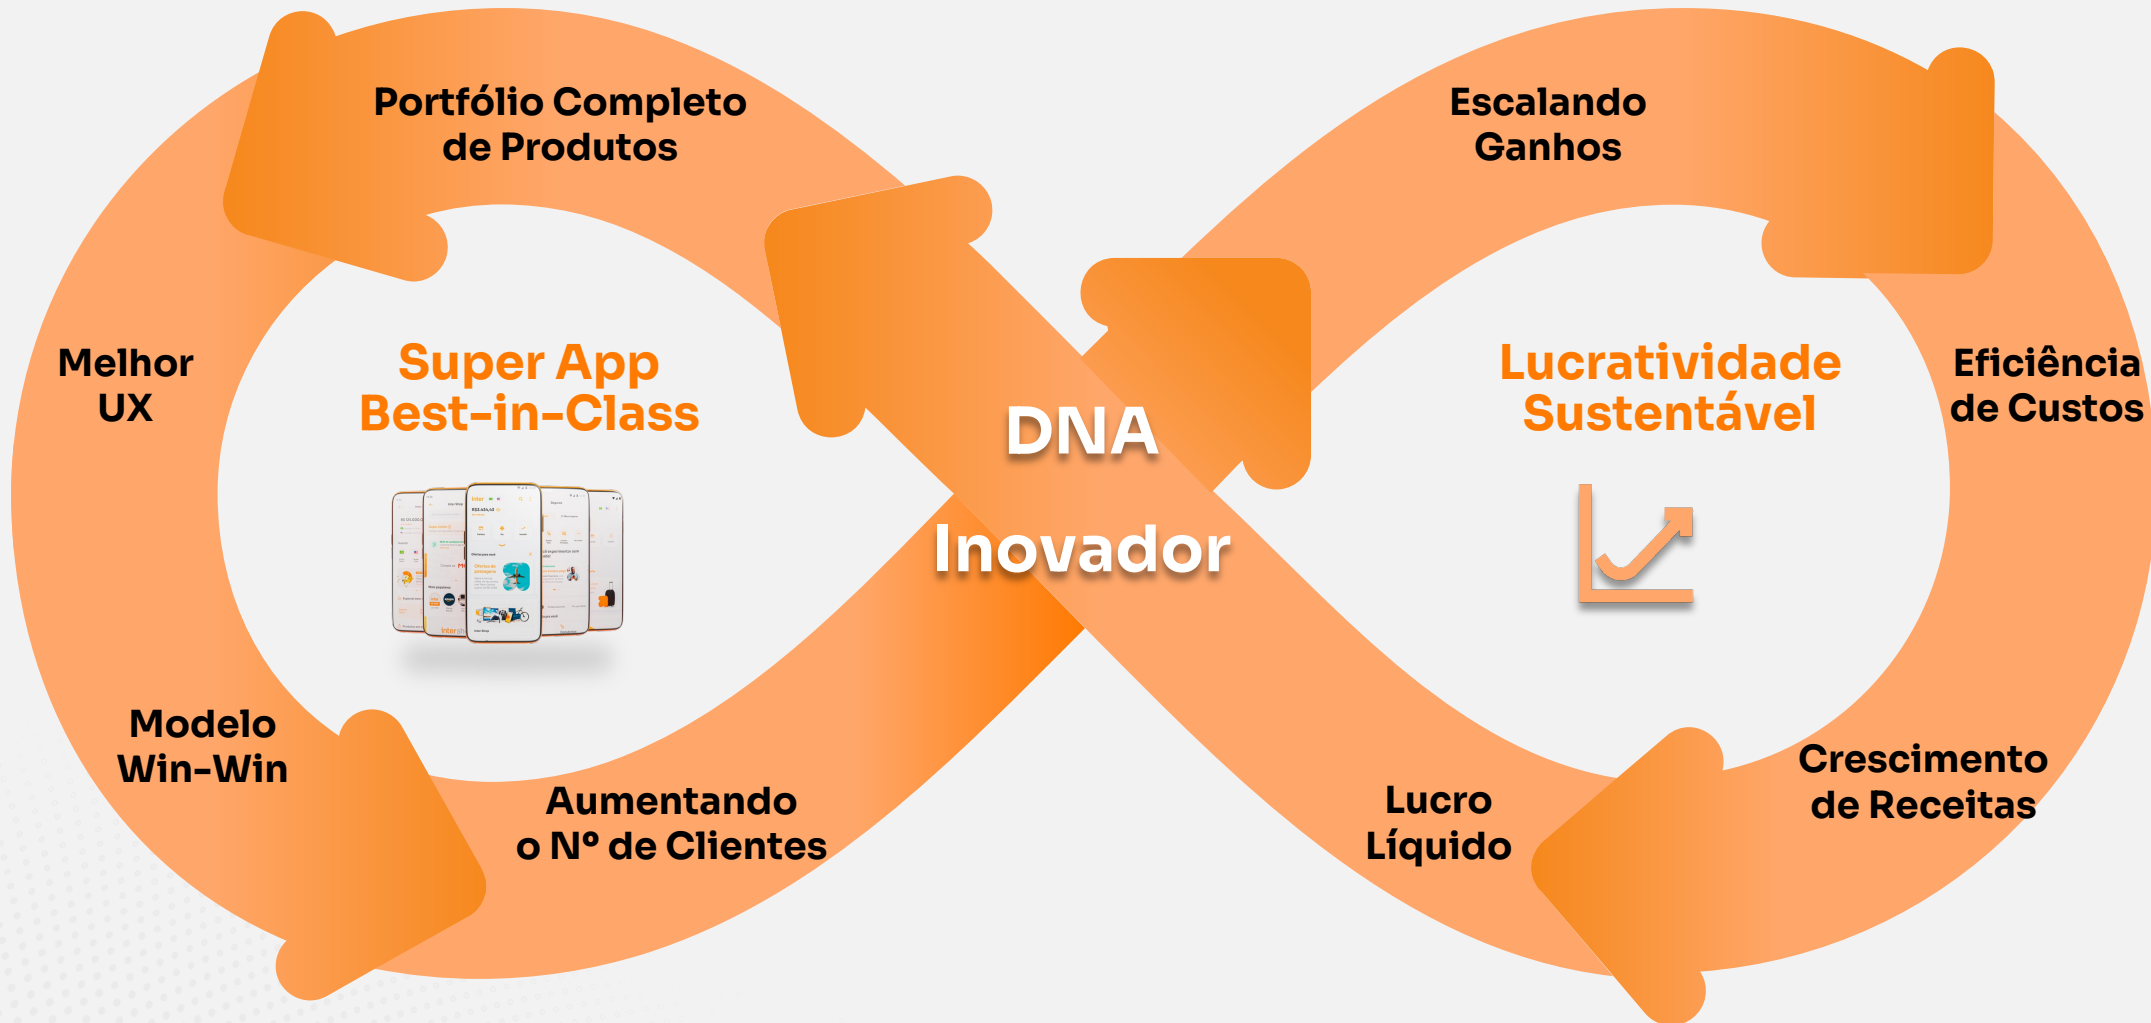 Portfólio Completo
de Produtos
Escalando
Ganhos
Melhor
UX
Super App
Best-in-Class
DNA
Inovador
Lucratividade
Sustentável
Eficiência
de Custos
Modelo
Win-Win
Aumentando
o Nº de Clientes
Lucro
Líquido
Crescimento
de Receitas